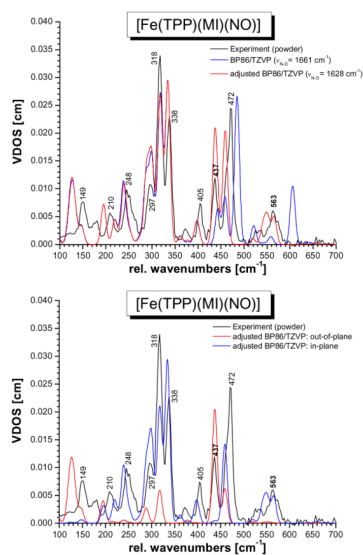 [Fe(TPP)(MI)(NO)]
Experiment (powder)
BP86/TZVP (νN-O = 1661 cm-1)
adjusted BP86/TZVP (νN-O = 1628 cm-1)
VDOS [cm]
0.040
0.035
0.030
0.025
0.020
0.015
0.010
0.005
0.000
149
210
248
297
318
338
405
437
472
563
100 150 200 250 300 350 400 450 500 550 600 650 700
rel. wavenumbers [cm-1]
[Fe(TPP)(MI)(NO)]
Experiment (powder)
adjusted BP86/TZVP: out-of-plane
adjusted BP86/TZVP: in-plane
VDOS [cm]
0.040
0.035
0.030
0.025
0.020
0.015
0.010
0.005
0.000
149
210
248
297
318
338
405
437
472
563
100 150 200 250 300 350 400 450 500 550 600 650 700
rel. wavenumbers [cm-1]